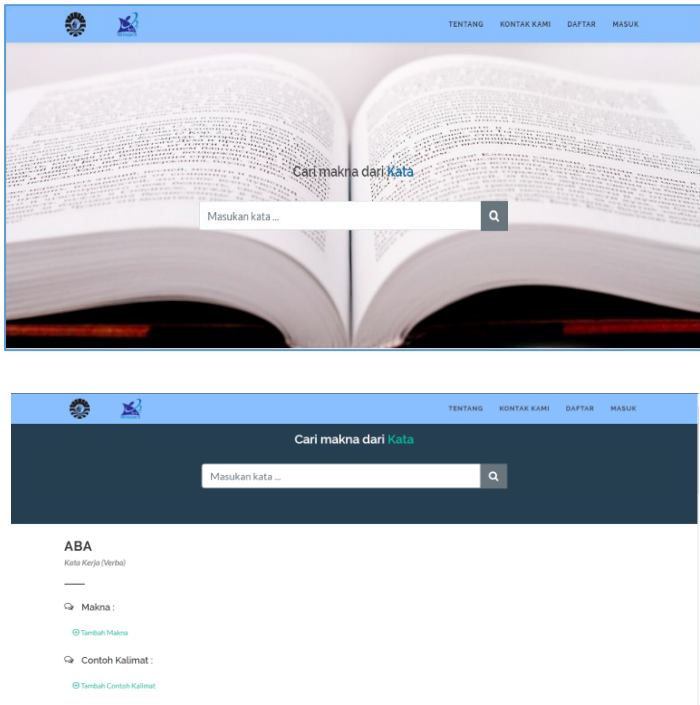 TENTANG KONTAK KAMI DAFTAR MASUK
Cari makna dari Kata
Masukan kata ...
TENTANG KONTAK KAMI DAFTAR MASUK
Cari makna dari Kata
Masukan kata ...
ABA
Kata Kerja (Verba)
Makna :
Tambah Makna
Contoh Kalimat :
Tambah Contoh Kalimat